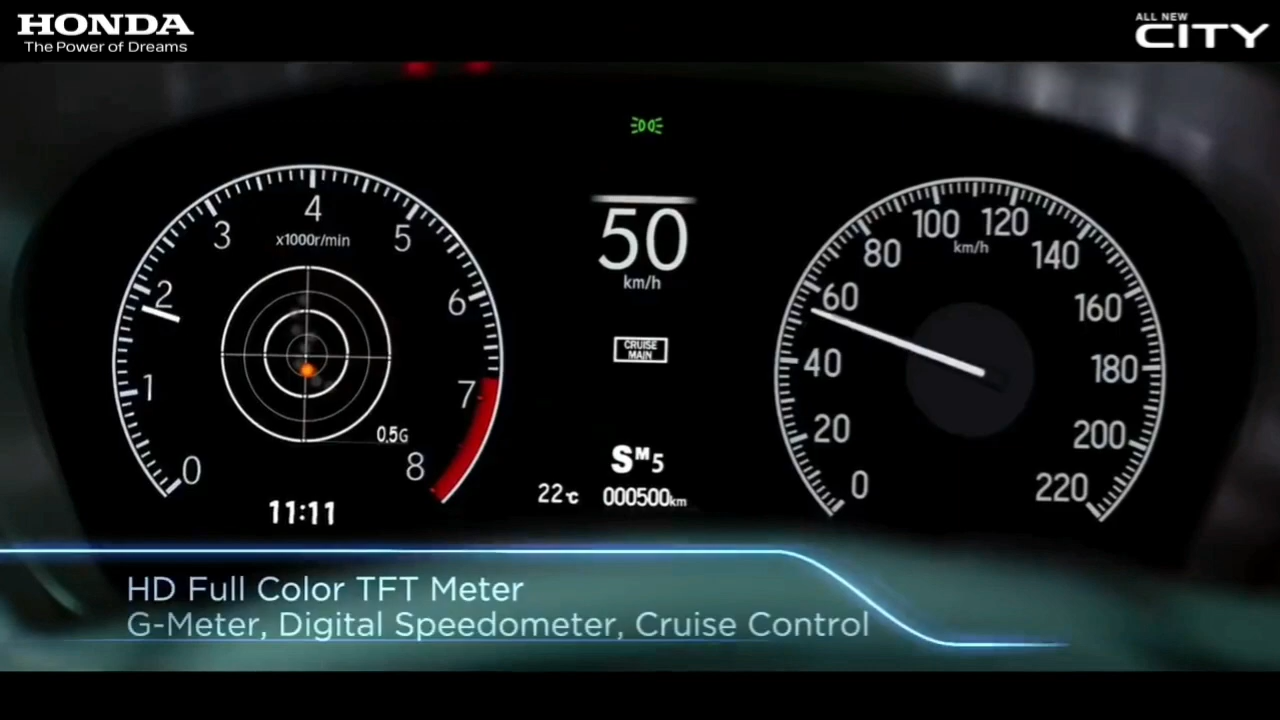 HONDA
The Power of Dreams
ALL NEW
CITY
4
3
5
x1000r/min
2
6
1
7
0.5G
0
8
11:11
50
km/h
CRUISE
MAIN
SM5
22°C
000500km
100
120
km/h
80
140
60
160
40
180
20
200
0
220
HD Full Color TFT Meter
G-Meter, Digital Speedometer, Cruise Control